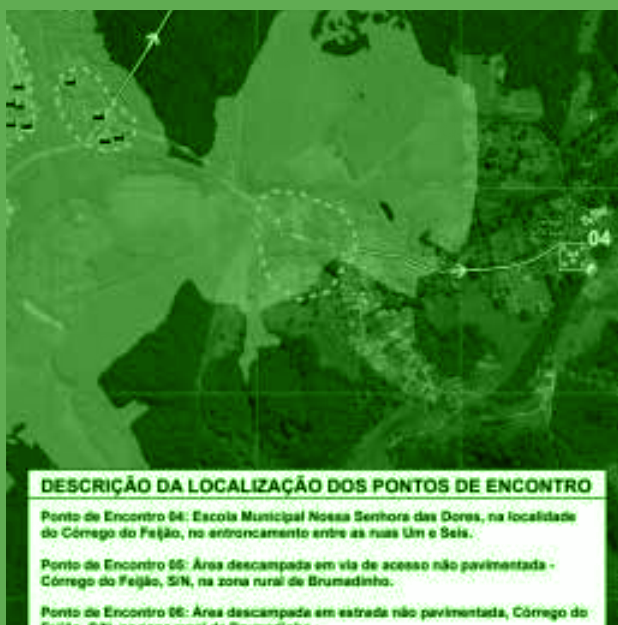 04
DESCRIÇÃO DA LOCALIZAÇÃO DOS PONTOS DE ENCONTRO
Ponto de Encontro 04: Escola Municipal Nossa Senhora das Dores, na localidade
do Córrego do Feijão, no entroncamento entre as ruas Um e Seis.
Ponto de Encontro 05: Área descampada em via de acesso não pavimentada -
Córrego do Feijão, S/N, na zona rural de Brumadinho.
Ponto de Encontro 06: Área descampada em estrada não pavimentada, Córrego do